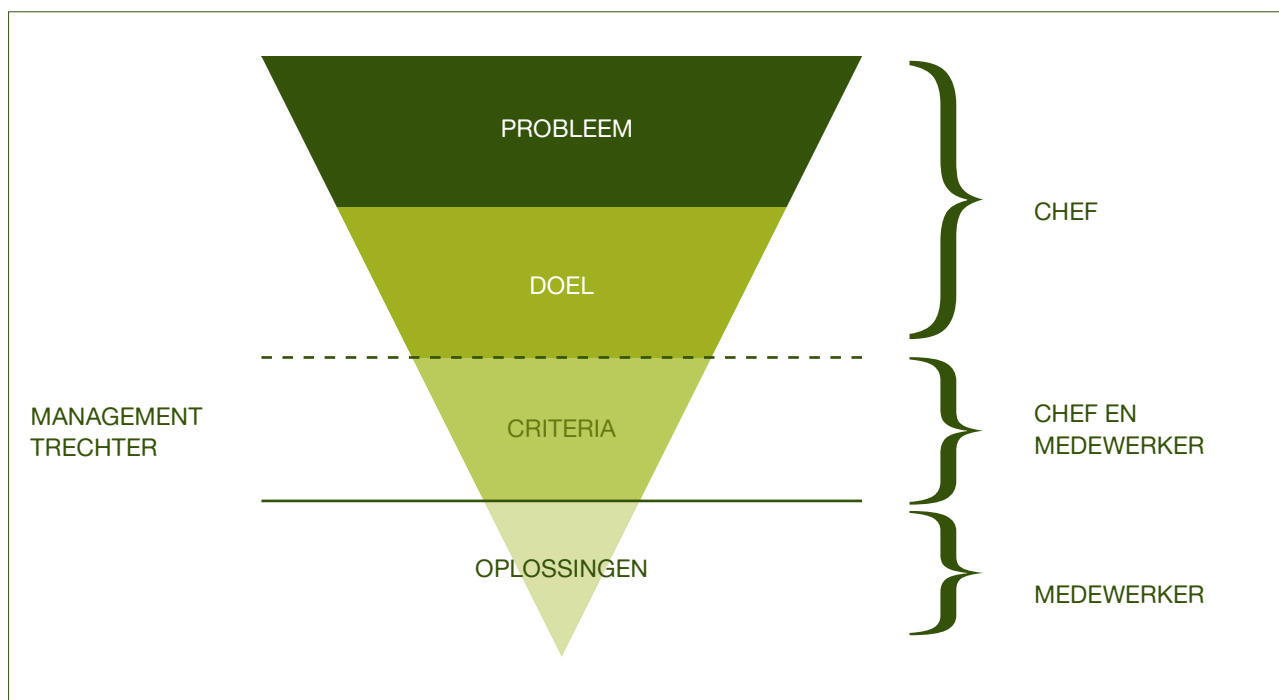 PROBLEEM
CHEF
DOEL
MANAGEMENT
TRECHTER
CRITERIA
CHEF EN
MEDEWERKER
OPLOSSINGEN
MEDEWERKER